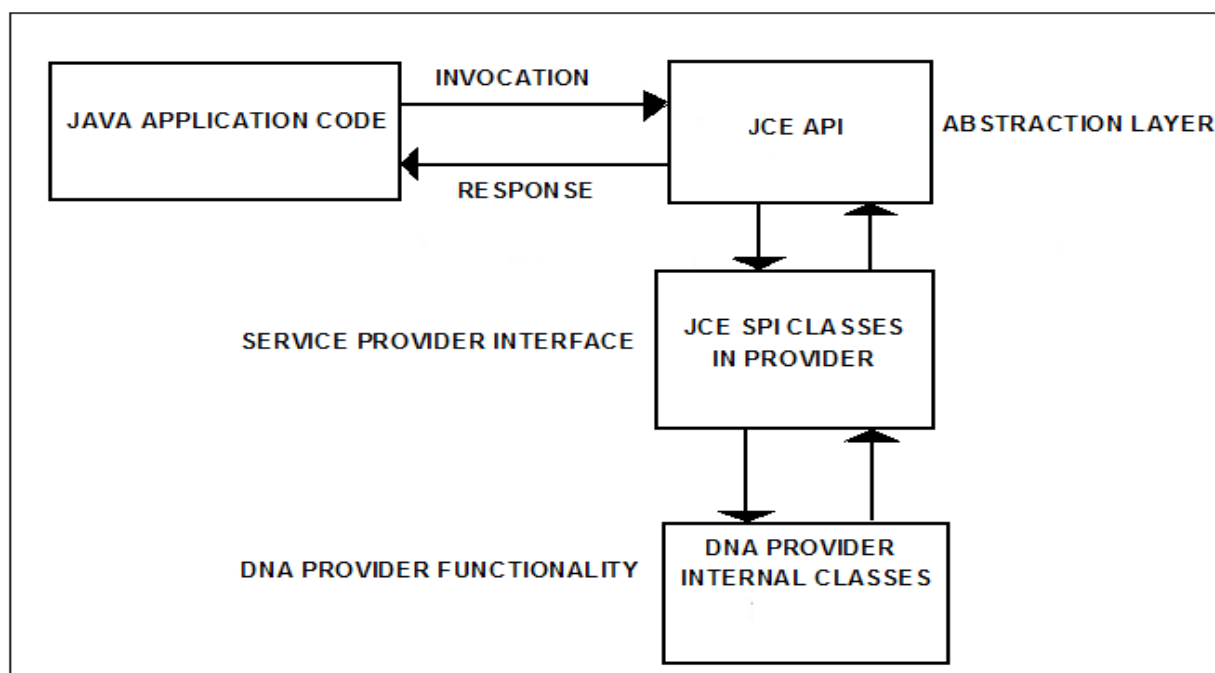 INVOCATION
JAVA APPLICATION CODE
JCE API
ABSTRACTION LAYER
RESPONSE
SERVICE PROVIDER INTERFACE
JCE SPI CLASSES
IN PROVIDER
DNA PROVIDER FUNCTIONALITY
DNA PROVIDER
INTERNAL CLASSES